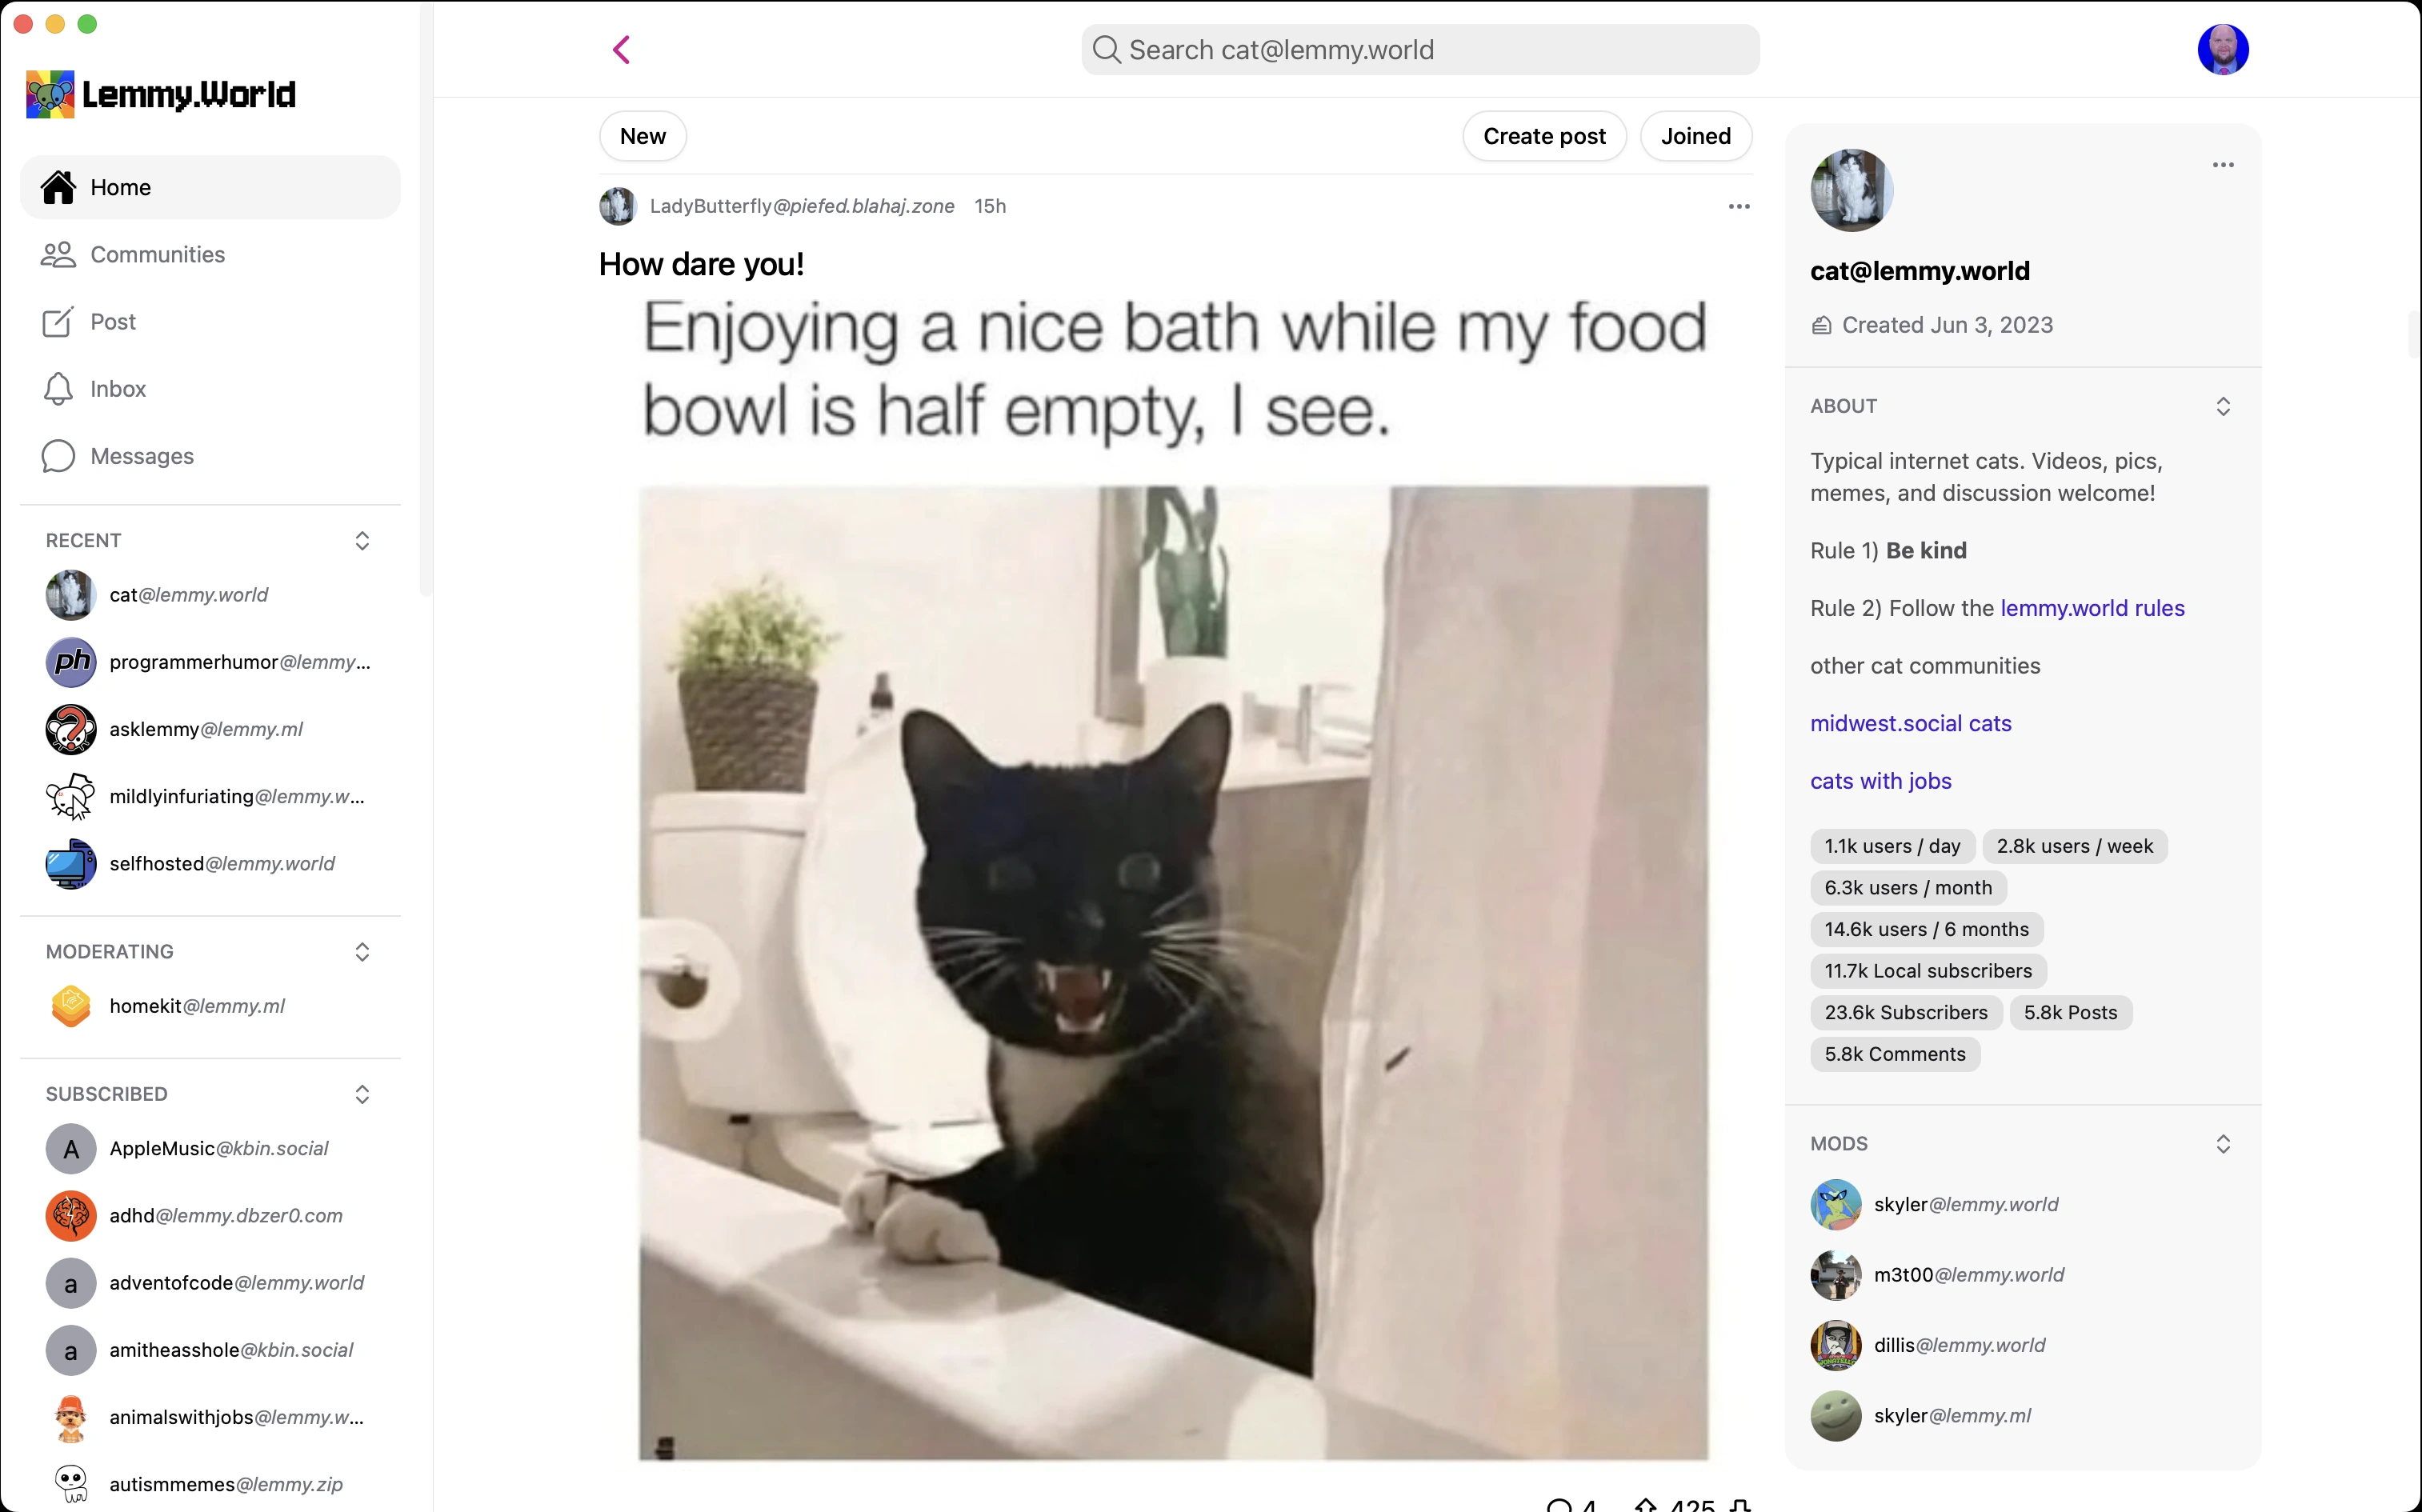 Lemmy.World
Search cat@lemmy.world
Home
Communities
Post
Inbox
Messages
RECENT
cat@lemmy.world
programmerhumor@lemmy...
asklemmy@lemmy.ml
mildlyinfuriating@lemmy.w...
selfhosted@lemmy.world
MODERATING
homekit@lemmy.ml
SUBSCRIBED
A AppleMusic@kbin.social
adhd@lemmy.dbzer0.com
a adventofcode@lemmy.world
a amitheasshole@kbin.social
animalswithjobs@lemmy.w...
autismmemes@lemmy.zip
New
Create post
Joined
LadyButterfly@piefed.blahaj.zone 15h
How dare you!
Enjoying a nice bath while my food
bowl is half empty, I see.
4 425
cat@lemmy.world
Created Jun 3, 2023
ABOUT
Typical internet cats. Videos, pics,
memes, and discussion welcome!
Rule 1) Be kind
Rule 2) Follow the lemmy.world rules
other cat communities
midwest.social cats
cats with jobs
1.1k users / day 2.8k users / week
6.3k users / month
14.6k users / 6 months
11.7k Local subscribers
23.6k Subscribers 5.8k Posts
5.8k Comments
MODS
skyler@lemmy.world
m3t00@lemmy.world
dillis@lemmy.world
skyler@lemmy.ml